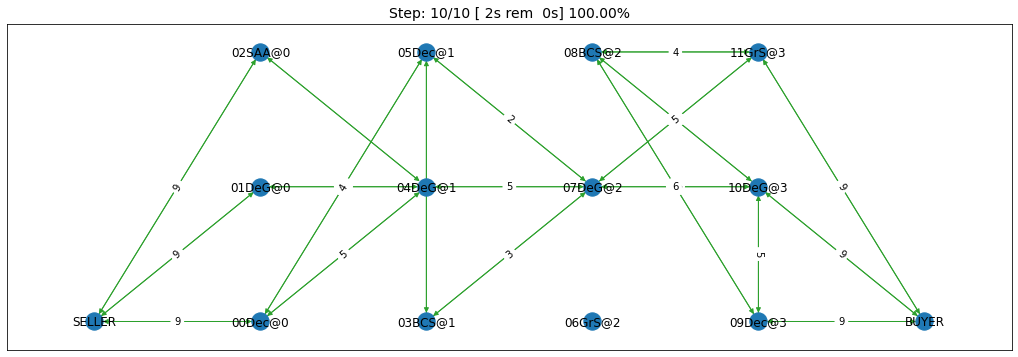 Step: 10/10 [ 2s rem  0s] 100.00%
02SAA@0
05Dec@1
08BCS@2
4
11GrS@3
2
5
01DeG@0
9
4
04DeG@1
5
07DeG@2
6
10DeG@3
9
9
5
3
5
9
SELLER
9
00Dec@0
03BCS@1
06GrS@2
09Dec@3
9
BUYER